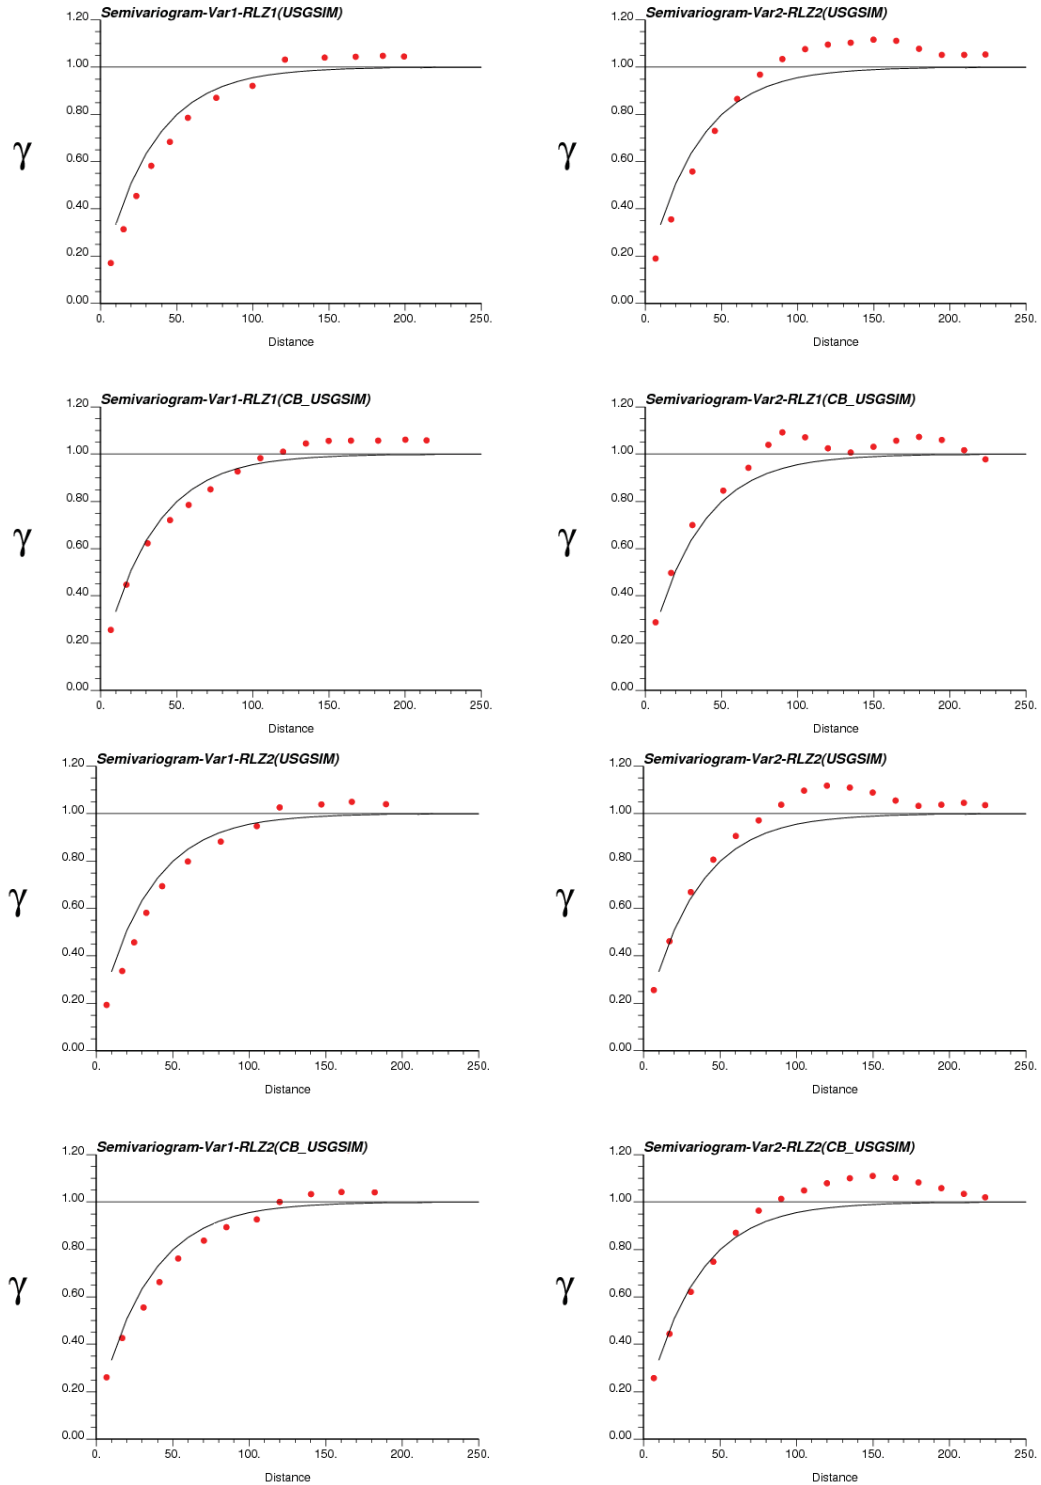 Semivariogram-Var1-RLZ1(USGSIM)
1.20
1.00
0.80
0.60
0.40
0.20
0.00
γ
0. 50. 100. 150. 200. 250.
Distance
Semivariogram-Var2-RLZ2(USGSIM)
1.20
1.00
0.80
0.60
0.40
0.20
0.00
γ
0. 50. 100. 150. 200. 250.
Distance
Semivariogram-Var1-RLZ1(CB_USGSIM)
1.20
1.00
0.80
0.60
0.40
0.20
0.00
γ
0. 50. 100. 150. 200. 250.
Distance
Semivariogram-Var2-RLZ1(CB_USGSIM)
1.20
1.00
0.80
0.60
0.40
0.20
0.00
γ
0. 50. 100. 150. 200. 250.
Distance
Semivariogram-Var1-RLZ2(USGSIM)
1.20
1.00
0.80
0.60
0.40
0.20
0.00
γ
0. 50. 100. 150. 200. 250.
Distance
Semivariogram-Var2-RLZ2(USGSIM)
1.20
1.00
0.80
0.60
0.40
0.20
0.00
γ
0. 50. 100. 150. 200. 250.
Distance
Semivariogram-Var1-RLZ2(CB_USGSIM)
1.20
1.00
0.80
0.60
0.40
0.20
0.00
γ
0. 50. 100. 150. 200. 250.
Distance
Semivariogram-Var2-RLZ2(CB_USGSIM)
1.20
1.00
0.80
0.60
0.40
0.20
0.00
γ
0. 50. 100. 150. 200. 250.
Distance